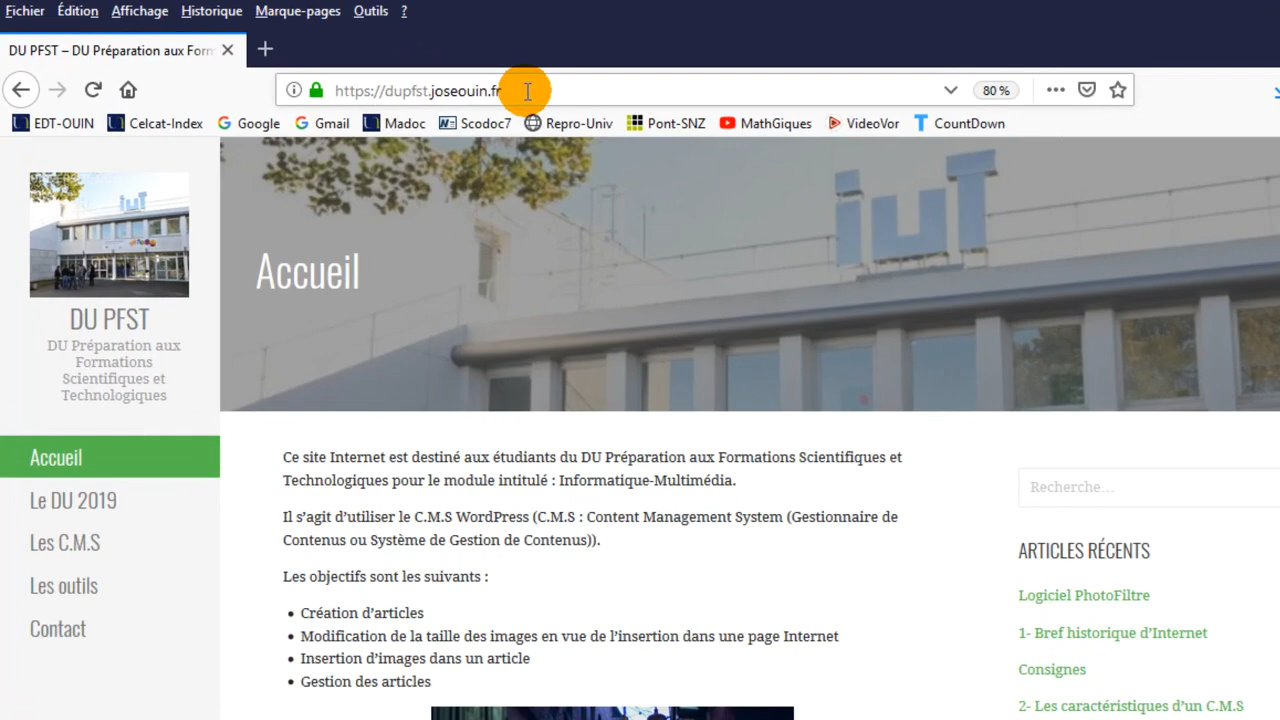 Fichier Édition Affichage Historique Marque-pages Outils ?
DU PFST – DU Préparation aux Form
https://dupfst.joseouin.fr
80 %
EDT-OUIN Celcat-Index Google Gmail Madoc Scodoc7 Repro-Univ Pont-SNZ MathGiques VideoVor CountDown
iUT
iUT
Accueil
DU PFST
DU Préparation aux
Formations
Scientifiques et
Technologiques
Accueil
Le DU 2019
Les C.M.S
Les outils
Contact
Ce site Internet est destiné aux étudiants du DU Préparation aux Formations Scientifiques et
Technologiques pour le module intitulé : Informatique-Multimédia.
Il s’agit d’utiliser le C.M.S WordPress (C.M.S : Content Management System (Gestionnaire de
Contenus ou Système de Gestion de Contenus)).
Les objectifs sont les suivants :
• Création d’articles
• Modification de la taille des images en vue de l’insertion dans une page Internet
• Insertion d’images dans un article
• Gestion des articles
Recherche…
ARTICLES RÉCENTS
Logiciel PhotoFiltre
1- Bref historique d’Internet
Consignes
2- Les caractéristiques d’un C.M.S